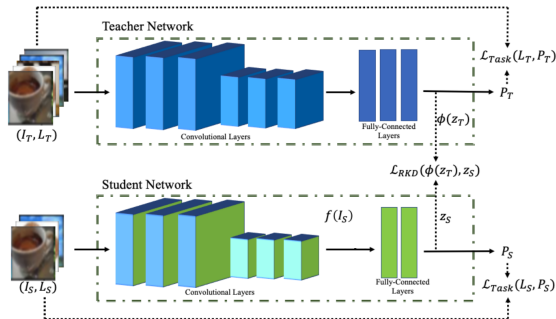 Teacher Network
ℒ_Task(L_T, P_T)
P_T
ϕ(z_T)
Convolutional Layers
Fully-Connected
Layers
(I_T, L_T)
ℒ_RKD(ϕ(z_T), z_S)
Student Network
f(I_S)
z_S
P_S
Convolutional Layers
Fully-Connected
Layers
(I_S, L_S)
ℒ_Task(L_S, P_S)